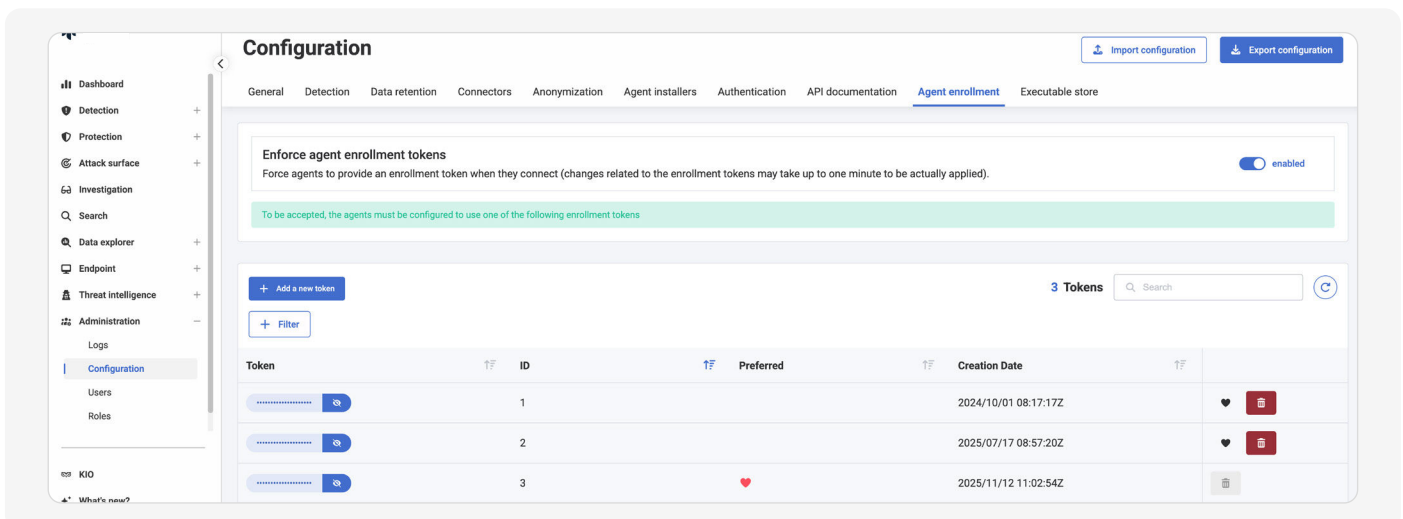 Configuration
Import configuration
Export configuration
Dashboard
Detection
Protection
Attack surface
Investigation
Search
Data explorer
Endpoint
Threat intelligence
Administration
Logs
Configuration
Users
Roles
KIO
What's new?
General Detection Data retention Connectors Anonymization Agent installers Authentication API documentation Agent enrollment Executable store
Enforce agent enrollment tokens
Force agents to provide an enrollment token when they connect (changes related to the enrollment tokens may take up to one minute to be actually applied).
enabled
To be accepted, the agents must be configured to use one of the following enrollment tokens
Add a new token
3 Tokens
Search
Filter
Token ID Preferred Creation Date
1 2024/10/01 08:17:17Z
2 2025/07/17 08:57:20Z
3 2025/11/12 11:02:54Z